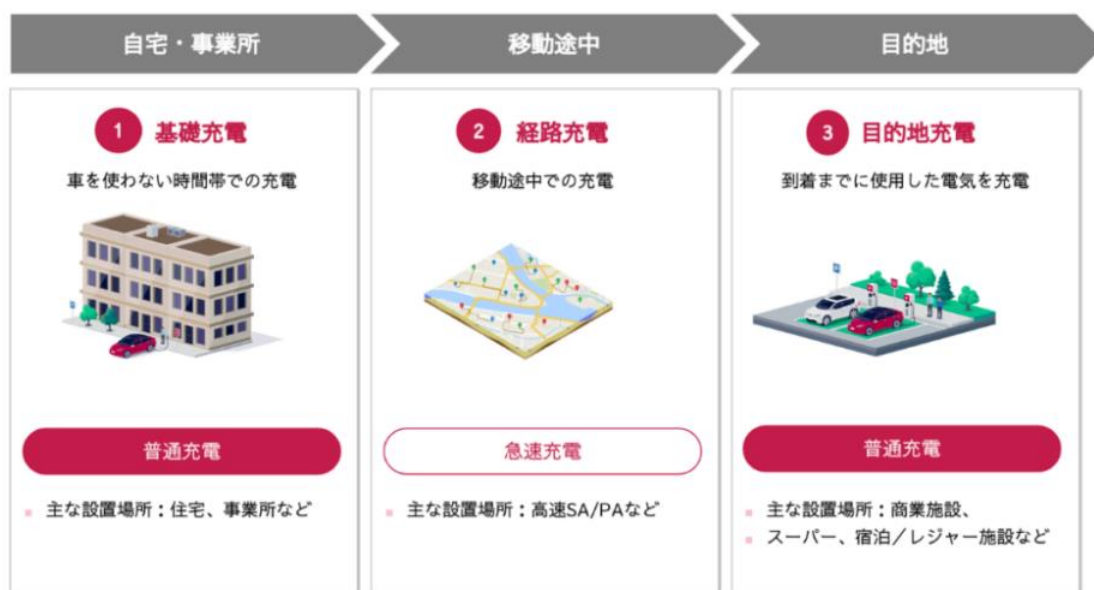 自宅・事業所
移動途中
目的地
1 基礎充電
車を使わない時間帯での充電
普通充電
主な設置場所：住宅、事業所など
2 経路充電
移動途中での充電
急速充電
主な設置場所：高速SA/PAなど
3 目的地充電
到着までに使用した電気を充電
普通充電
主な設置場所：商業施設、
スーパー、宿泊／レジャー施設など